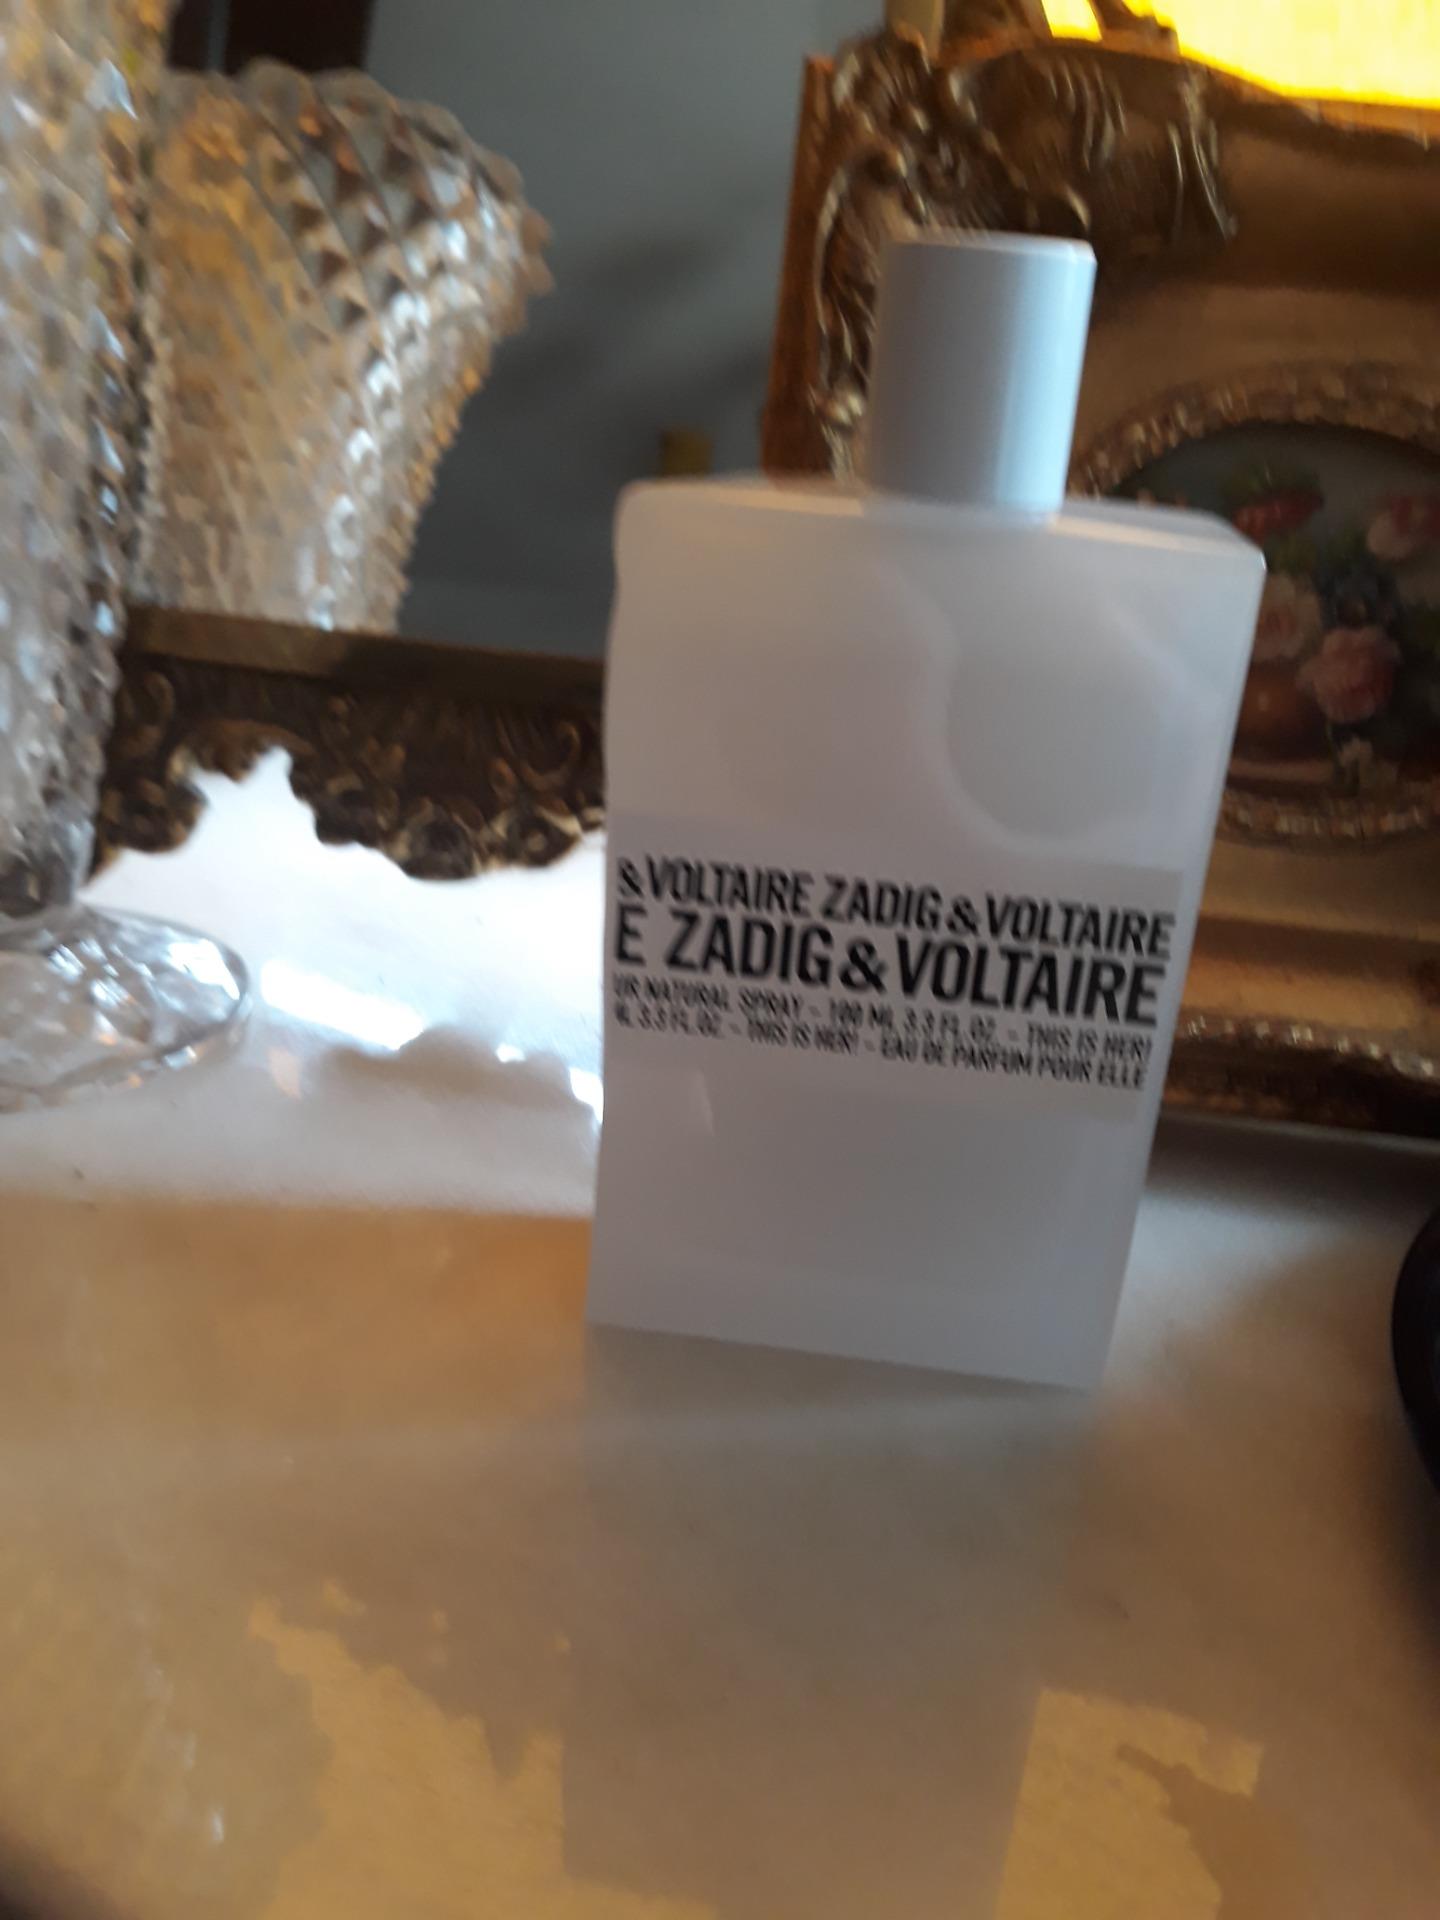 &VOLTAIRE ZADIG&VOLTAIRE
E ZADIG&VOLTAIRE
UR NATURAL SPRAY - 100 ML 3.3 FL.OZ. - THIS IS HER!
L 3.3 FL.OZ. - THIS IS HER! - EAU DE PARFUM POUR ELLE